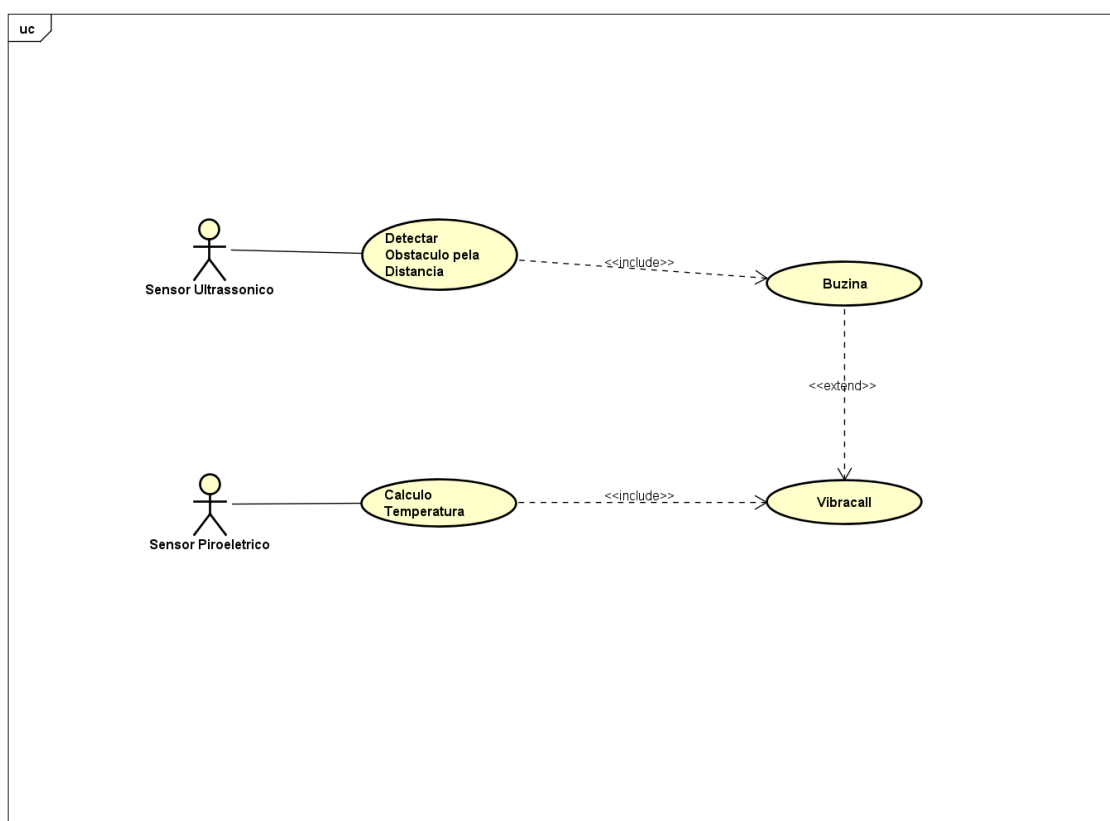 uc
Detectar
Obstaculo pela
Distancia
<<include>>
Buzina
Sensor Ultrassonico
<<extend>>
Calculo
Temperatura
<<include>>
Vibracall
Sensor Piroeletrico